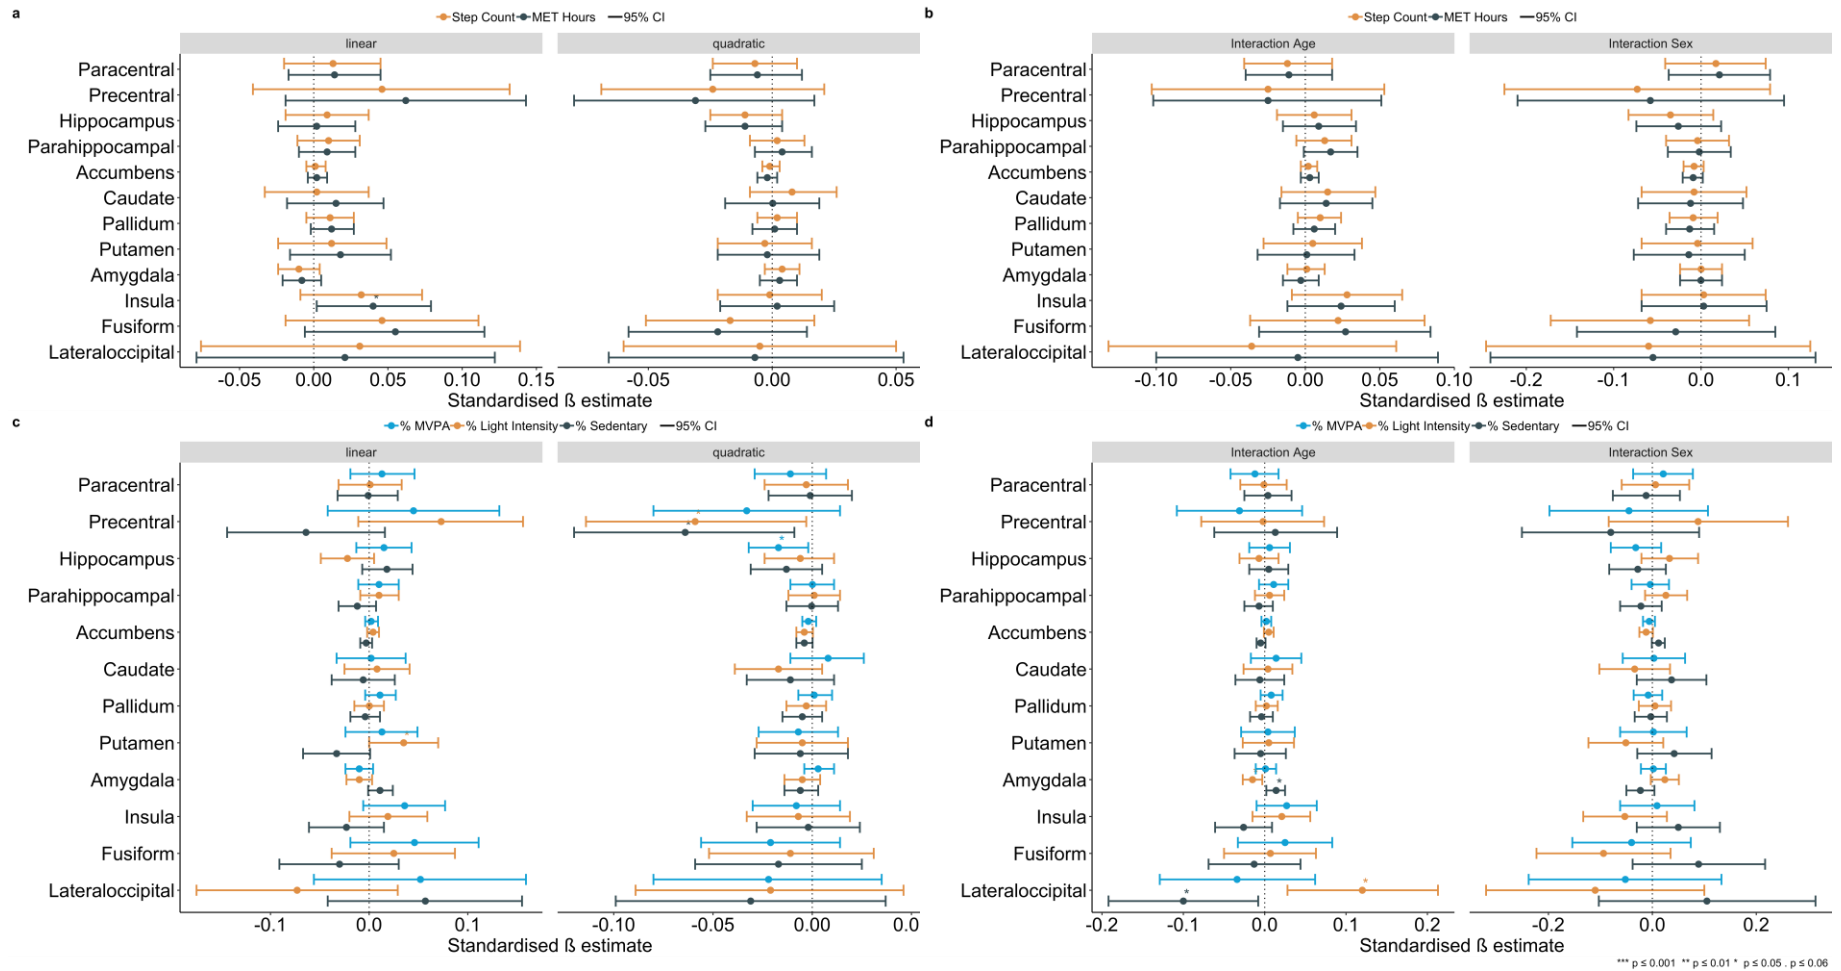 a
Step Count MET Hours 95% CI
linear quadratic
Paracentral
Precentral
Hippocampus
Parahippocampal
Accumbens
Caudate
Pallidum
Putamen
Amygdala
Insula
*
Fusiform
Lateraloccipital
-0.05 0.00 0.05 0.10 0.15 -0.05 0.00 0.05
Standardised ß estimate
b
Step Count MET Hours 95% CI
Interaction Age Interaction Sex
Paracentral
Precentral
Hippocampus
Parahippocampal
Accumbens
Caudate
Pallidum
Putamen
Amygdala
Insula
Fusiform
Lateraloccipital
-0.10 -0.05 0.00 0.05 0.10 -0.2 -0.1 0.0 0.1
Standardised ß estimate
c
% MVPA % Light Intensity % Sedentary 95% CI
linear quadratic
Paracentral
*
Precentral *
*
Hippocampus
Parahippocampal
Accumbens
Caudate
Pallidum
*
Putamen
Amygdala
Insula
Fusiform
Lateraloccipital
-0.1 0.0 0.1 -0.10 -0.05 0.00 0.0
Standardised ß estimate
d
% MVPA % Light Intensity % Sedentary 95% CI
Interaction Age Interaction Sex
Paracentral
Precentral
Hippocampus
Parahippocampal
Accumbens
Caudate
Pallidum
Putamen
Amygdala *
Insula
Fusiform
*
Lateraloccipital *
-0.2 -0.1 0.0 0.1 0.2 -0.2 0.0 0.2
Standardised ß estimate
*** p ≤ 0.001 ** p ≤ 0.01 * p ≤ 0.05 . p ≤ 0.06